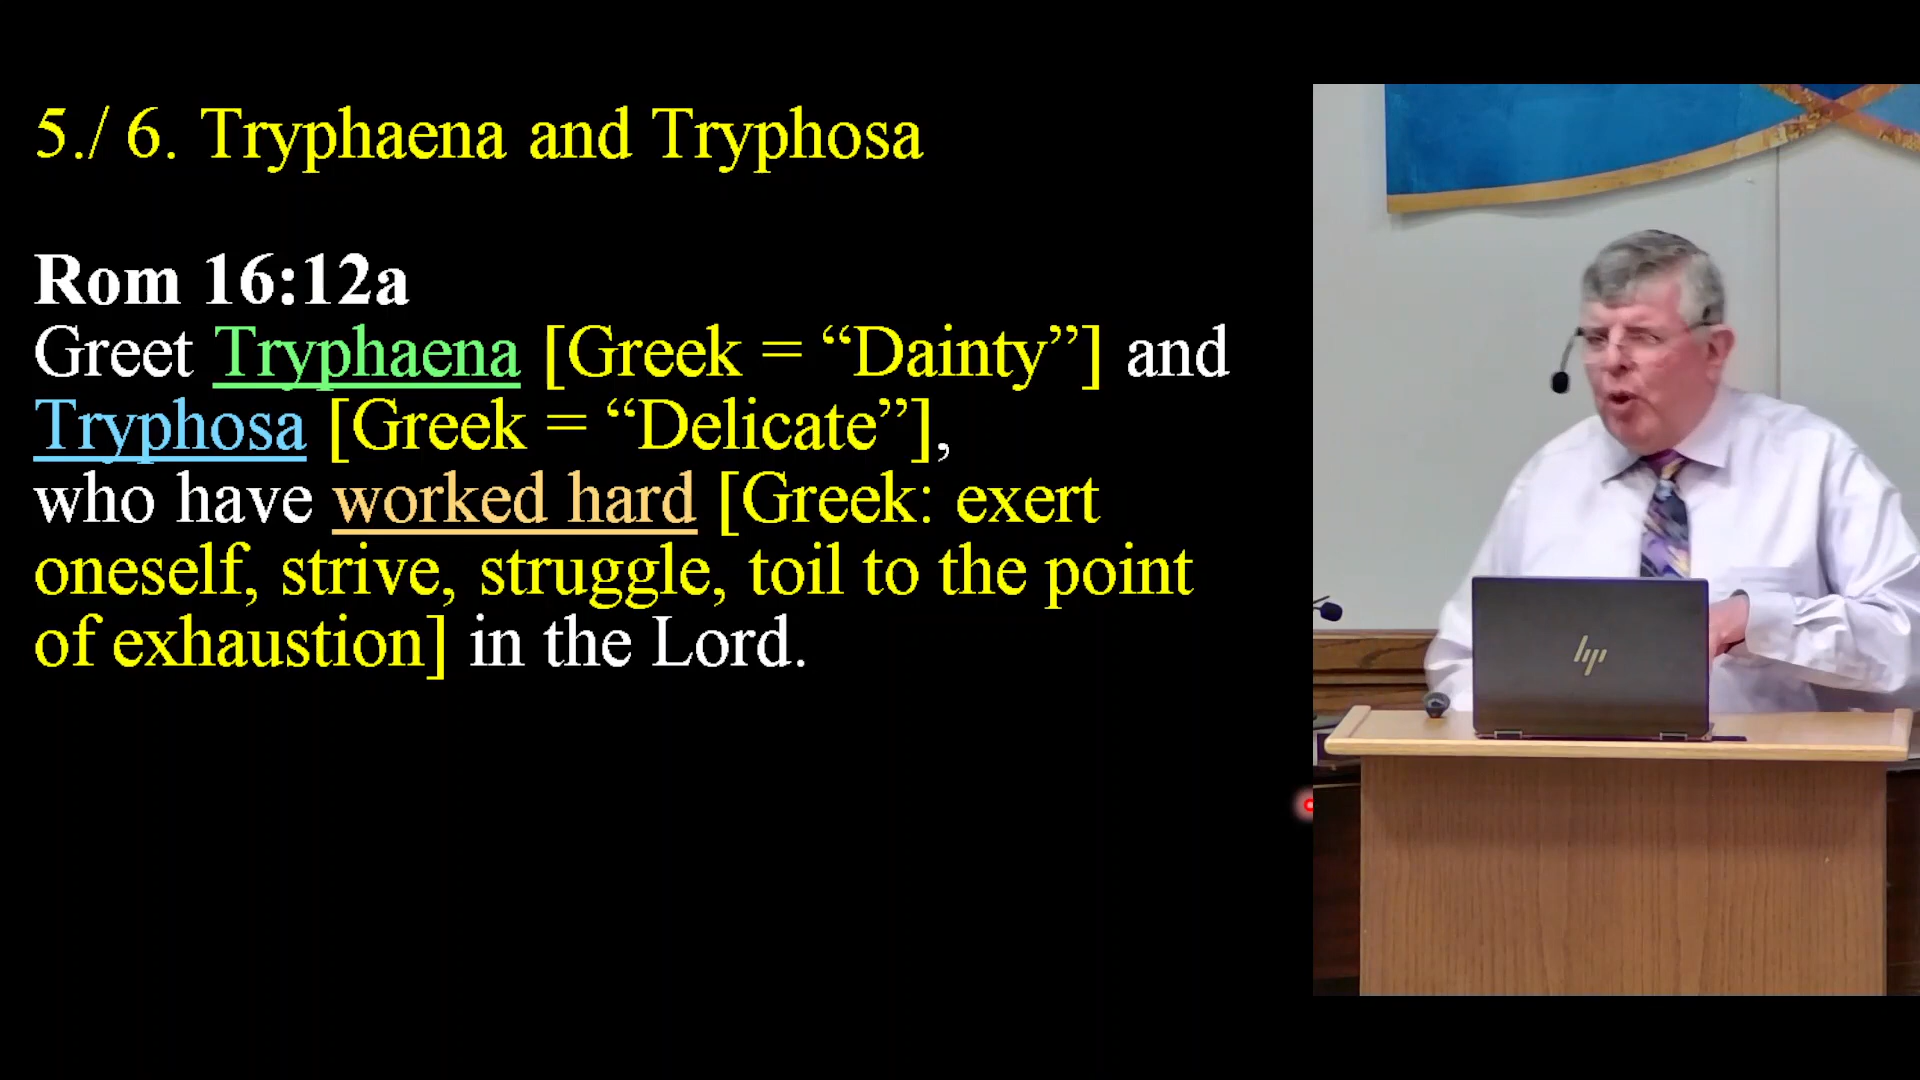 5./ 6. Tryphaena and Tryphosa
Rom 16:12a
Greet Tryphaena [Greek = “Dainty”] and
Tryphosa [Greek = “Delicate”],
who have worked hard [Greek: exert
oneself, strive, struggle, toil to the point
of exhaustion] in the Lord.
hp